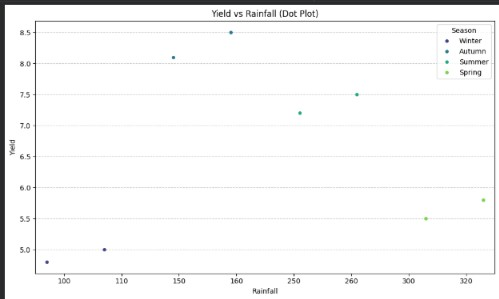 Yield vs Rainfall (Dot Plot)
Season
Winter
Autumn
Summer
Spring
8.5
8.0
7.5
7.0
6.5
6.0
5.5
5.0
Yield
100 110 150 160 250 260 300 320
Rainfall